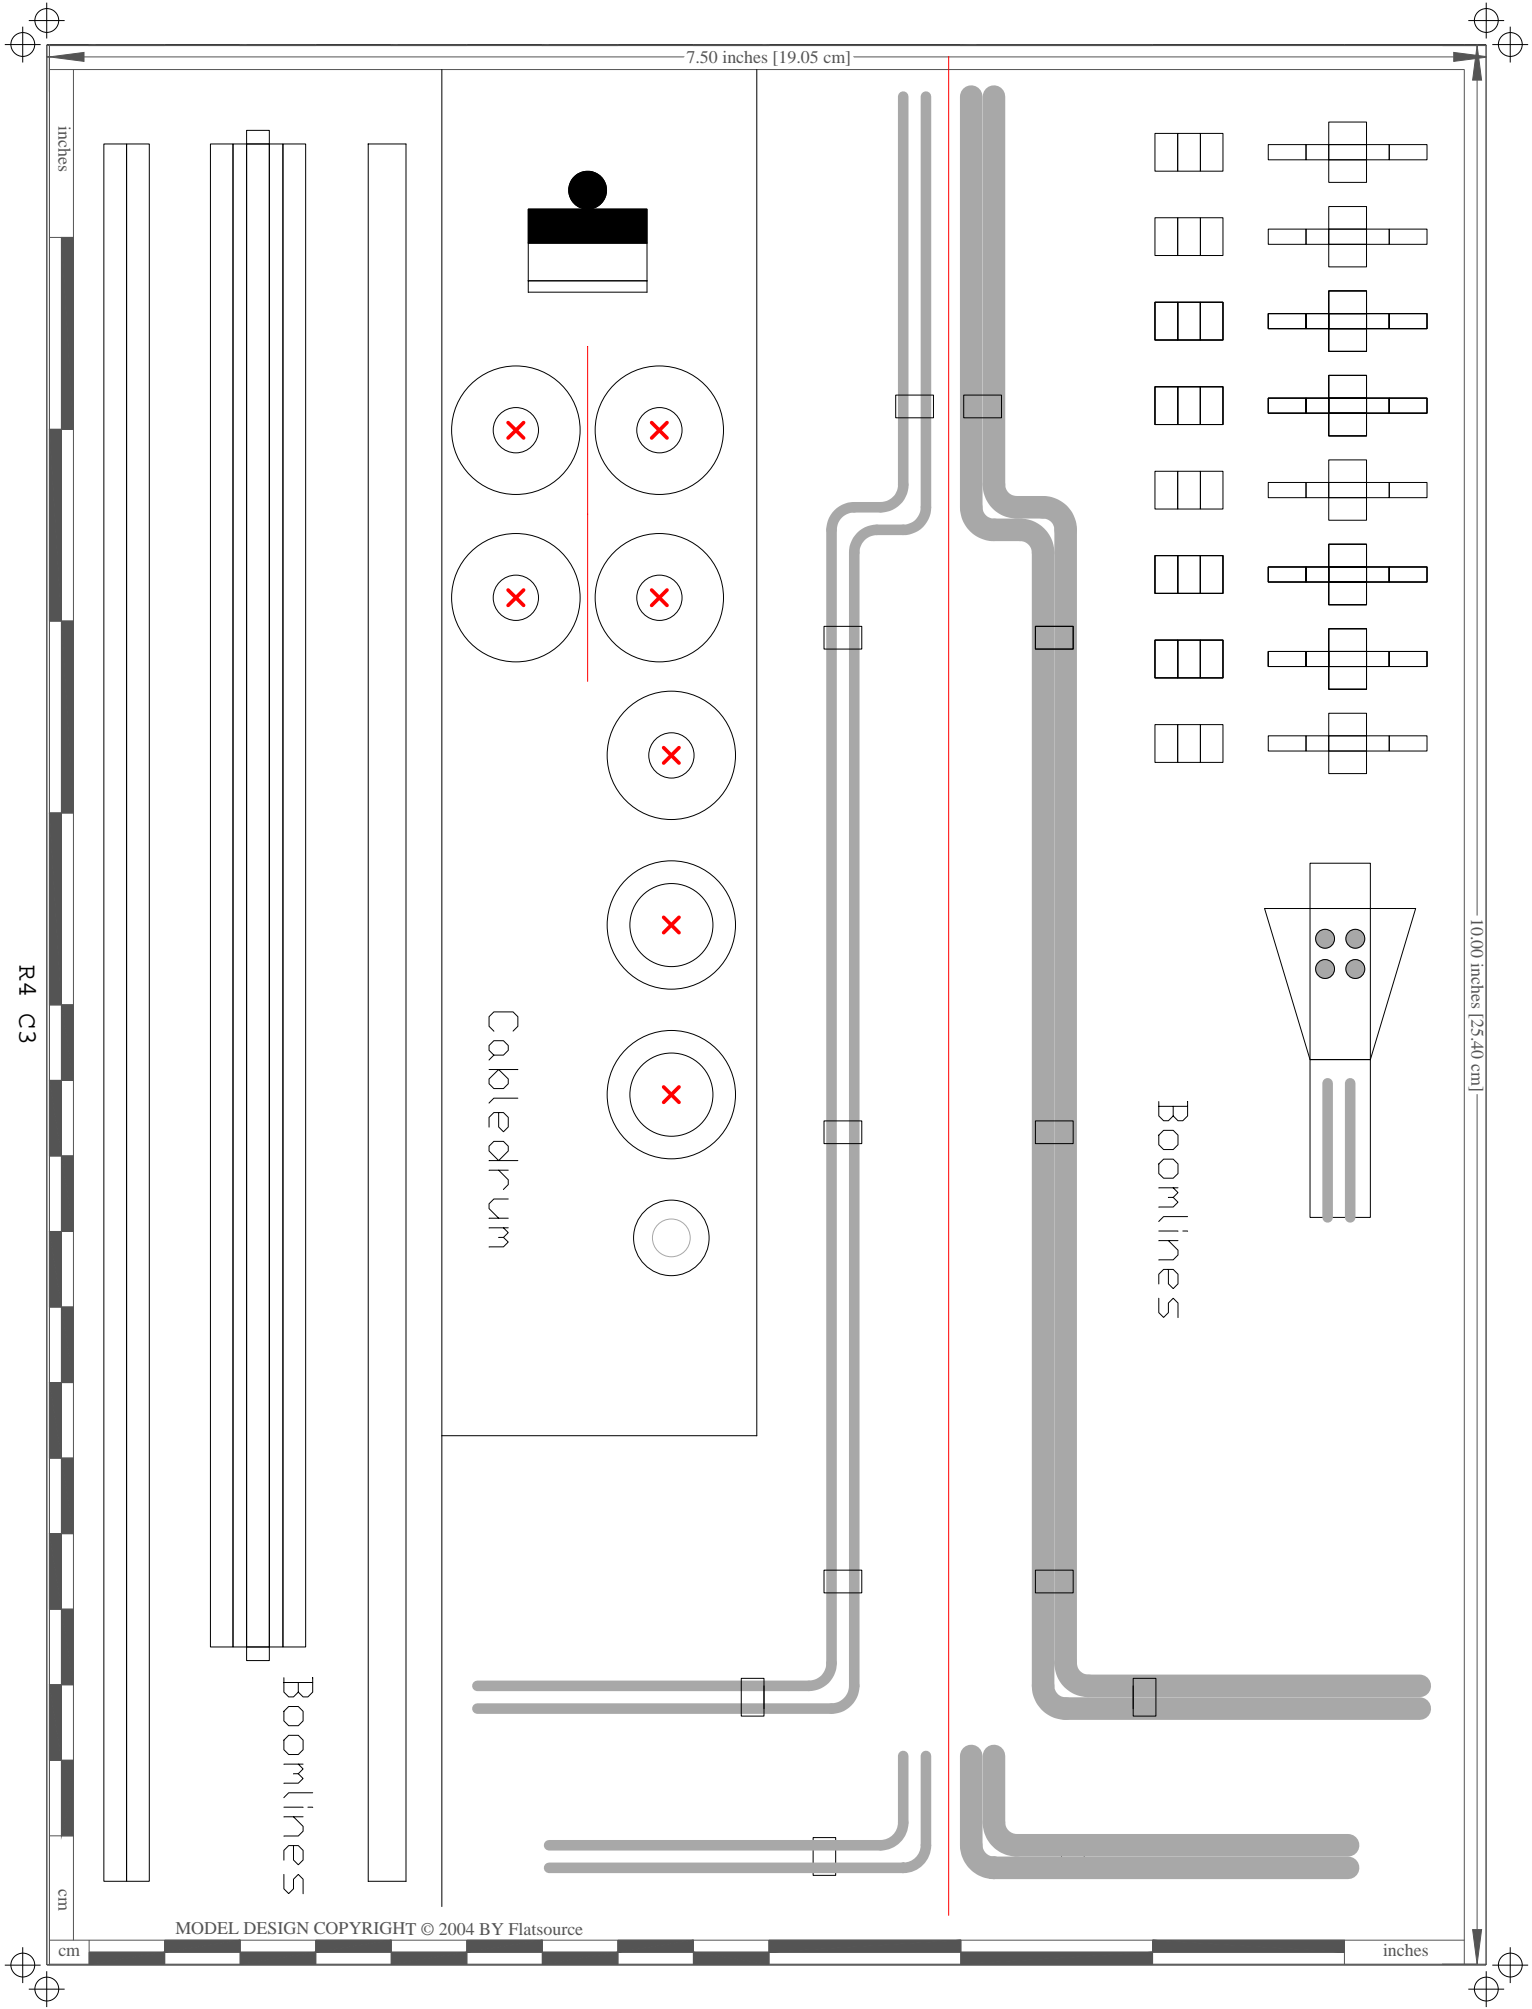 7.50 inches [19.05 cm]
inches
10.00 inches [25.40 cm]
R4 C3
Cabledrum
Boomlines
Boomlines
cm
MODEL DESIGN COPYRIGHT © 2004 BY Flatsource
cm
inches